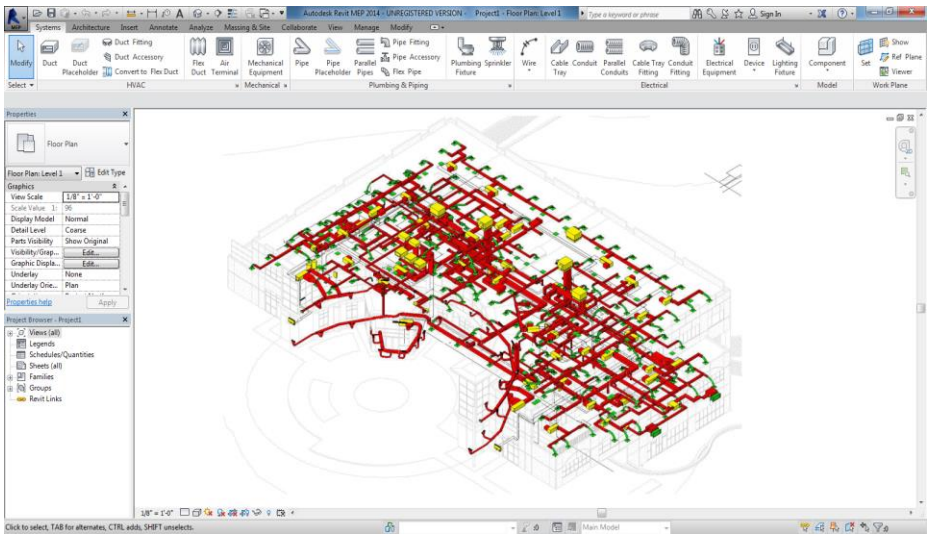 Autodesk Revit MEP 2014 - UNREGISTERED VERSION - Project1 - Floor Plan: Level 1
Type a keyword or phrase
Sign In
Systems Architecture Insert Annotate Analyze Massing & Site Collaborate View Manage Modify
Modify
Duct
Duct Placeholder
Duct Fitting
Duct Accessory
Convert to Flex Duct
Flex Duct
Air Terminal
Mechanical Equipment
Pipe
Pipe Placeholder
Parallel Pipes
Pipe Fitting
Pipe Accessory
Flex Pipe
Plumbing Fixture
Sprinkler
Wire
Cable Tray
Conduit
Parallel Conduits
Cable Tray Fitting
Conduit Fitting
Electrical Equipment
Device
Lighting Fixture
Component
Set
Show
Ref Plane
Viewer
Select HVAC Mechanical Plumbing & Piping Electrical Model Work Plane
Properties
Floor Plan
Floor Plan: Level 1 Edit Type
Graphics
View Scale 1/8" = 1'-0"
Scale Value 1: 96
Display Model Normal
Detail Level Coarse
Parts Visibility Show Original
Visibility/Grap... Edit...
Graphic Displa... Edit...
Underlay None
Underlay Orie... Plan
Properties help Apply
Project Browser - Project1
Views (all)
Legends
Schedules/Quantities
Sheets (all)
Families
Groups
Revit Links
1/8" = 1'-0"
Click to select, TAB for alternates, CTRL adds, SHIFT unselects.
Main Model